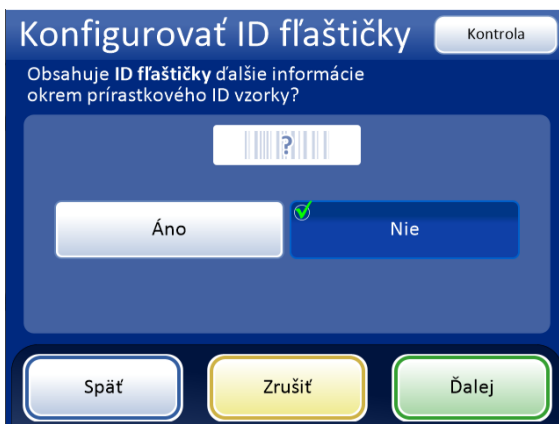 Konfigurovať ID fľaštičky
Kontrola
Obsahuje ID fľaštičky ďalšie informácie
okrem prírastkového ID vzorky?
?
Áno
Nie
Späť
Zrušiť
Ďalej